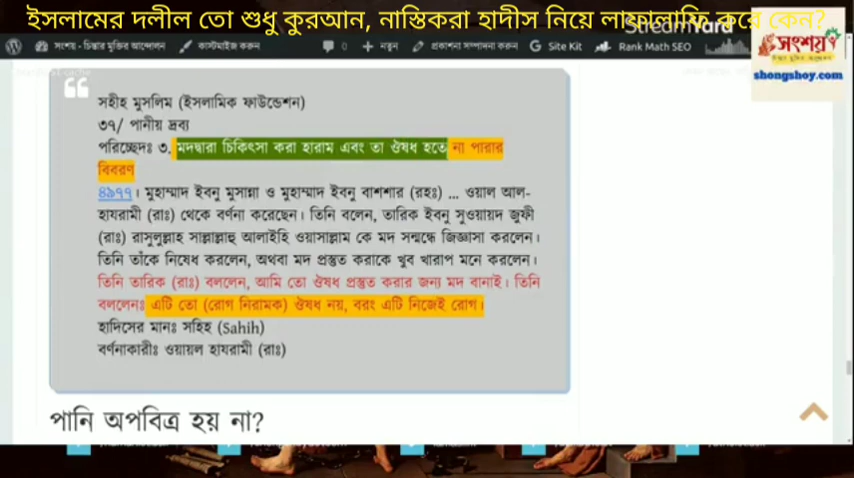 ইসলামের দলীল তো শুধু কুরআন, নাস্তিকরা হাদীস নিয়ে লাফালাফি করে কেন?
StreamYard
সংশয় - চিন্তার মুক্তির আন্দোলন কাস্টমাইজ করুন 0 + নতুন প্রকাশনা সম্পাদনা করুন G Site Kit Rank Math SEO
সংশয়
shongshoy.com
সহীহ মুসলিম (ইসলামিক ফাউন্ডেশন)
৩৭/ পানীয় দ্রব্য
পরিচ্ছেদঃ ৩. মদদ্বারা চিকিৎসা করা হারাম এবং তা ঔষধ হতে না পারার
বিবরণ
৪৯৭৭। মুহাম্মাদ ইবনু মুসান্না ও মুহাম্মাদ ইবনু বাশশার (রহঃ) ... ওয়াল আল-
হাযরামী (রাঃ) থেকে বর্ণনা করেছেন। তিনি বলেন, তারিক ইবনু সুওয়ায়দ জুফী
(রাঃ) রাসুলুল্লাহ সাল্লাল্লাহু আলাইহি ওয়াসাল্লাম কে মদ সন্মন্ধে জিজ্ঞাসা করলেন।
তিনি তাঁকে নিষেধ করলেন, অথবা মদ প্রস্তুত করাকে খুব খারাপ মনে করলেন।
তিনি তারিক (রাঃ) বললেন, আমি তো ঔষধ প্রস্তুত করার জন্য মদ বানাই। তিনি
বললেনঃ এটি তো (রোগ নিরামক) ঔষধ নয়, বরং এটি নিজেই রোগ।
হাদিসের মানঃ সহিহ (Sahih)
বর্ণনাকারীঃ ওয়ায়ল হাযরামী (রাঃ)
পানি অপবিত্র হয় না?